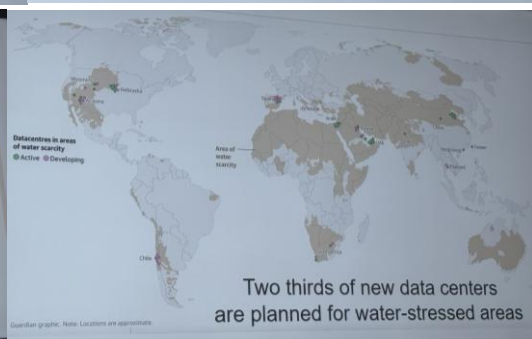 Nebraska
Datacentres in areas
of water scarcity
Active Developing
Area of
water
scarcity
Chile
Two thirds of new data centers
are planned for water-stressed areas
Guardian graphic. Note: Locations are approximate